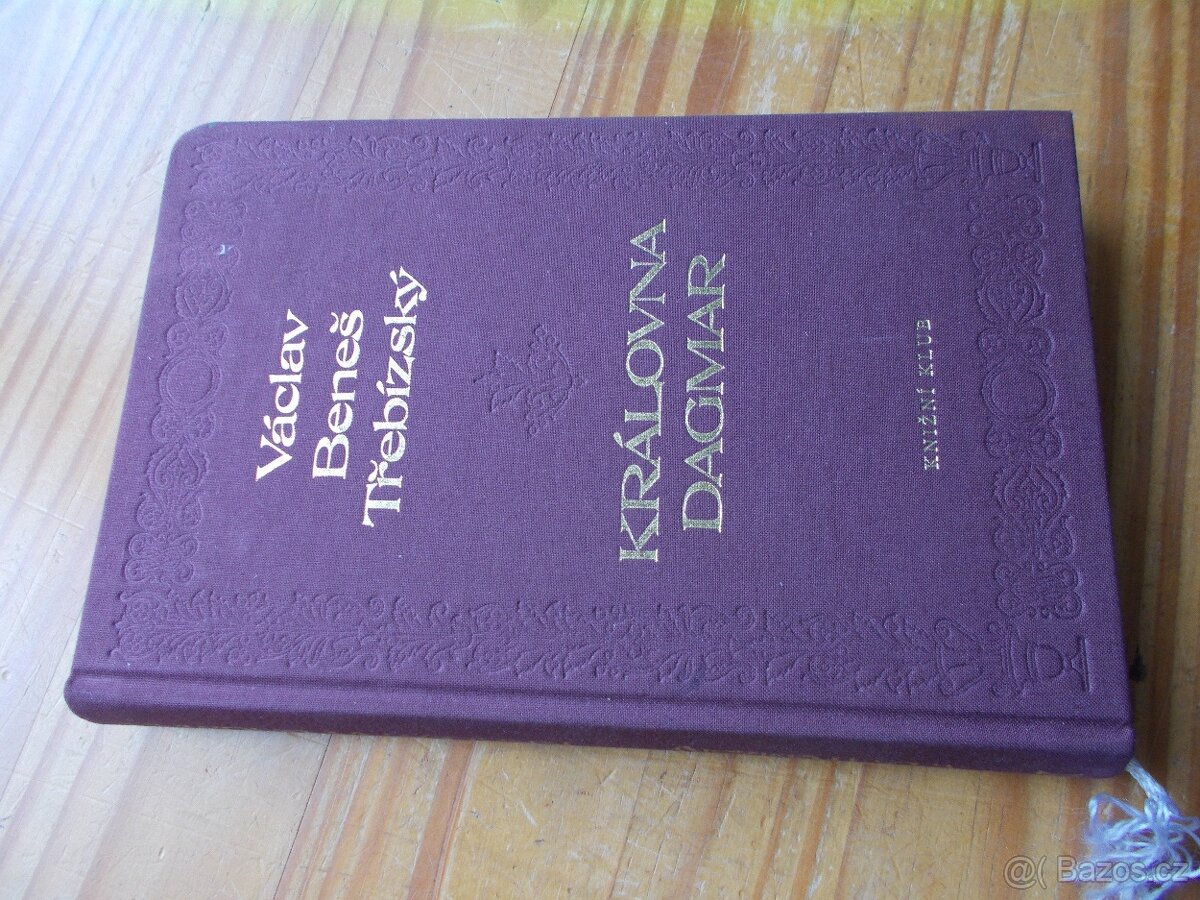 Václav
Beneš
Třebízský
KRÁLOVNA
DAGMAR
KNIŽNÍ KLUB
@( Bazos.cz